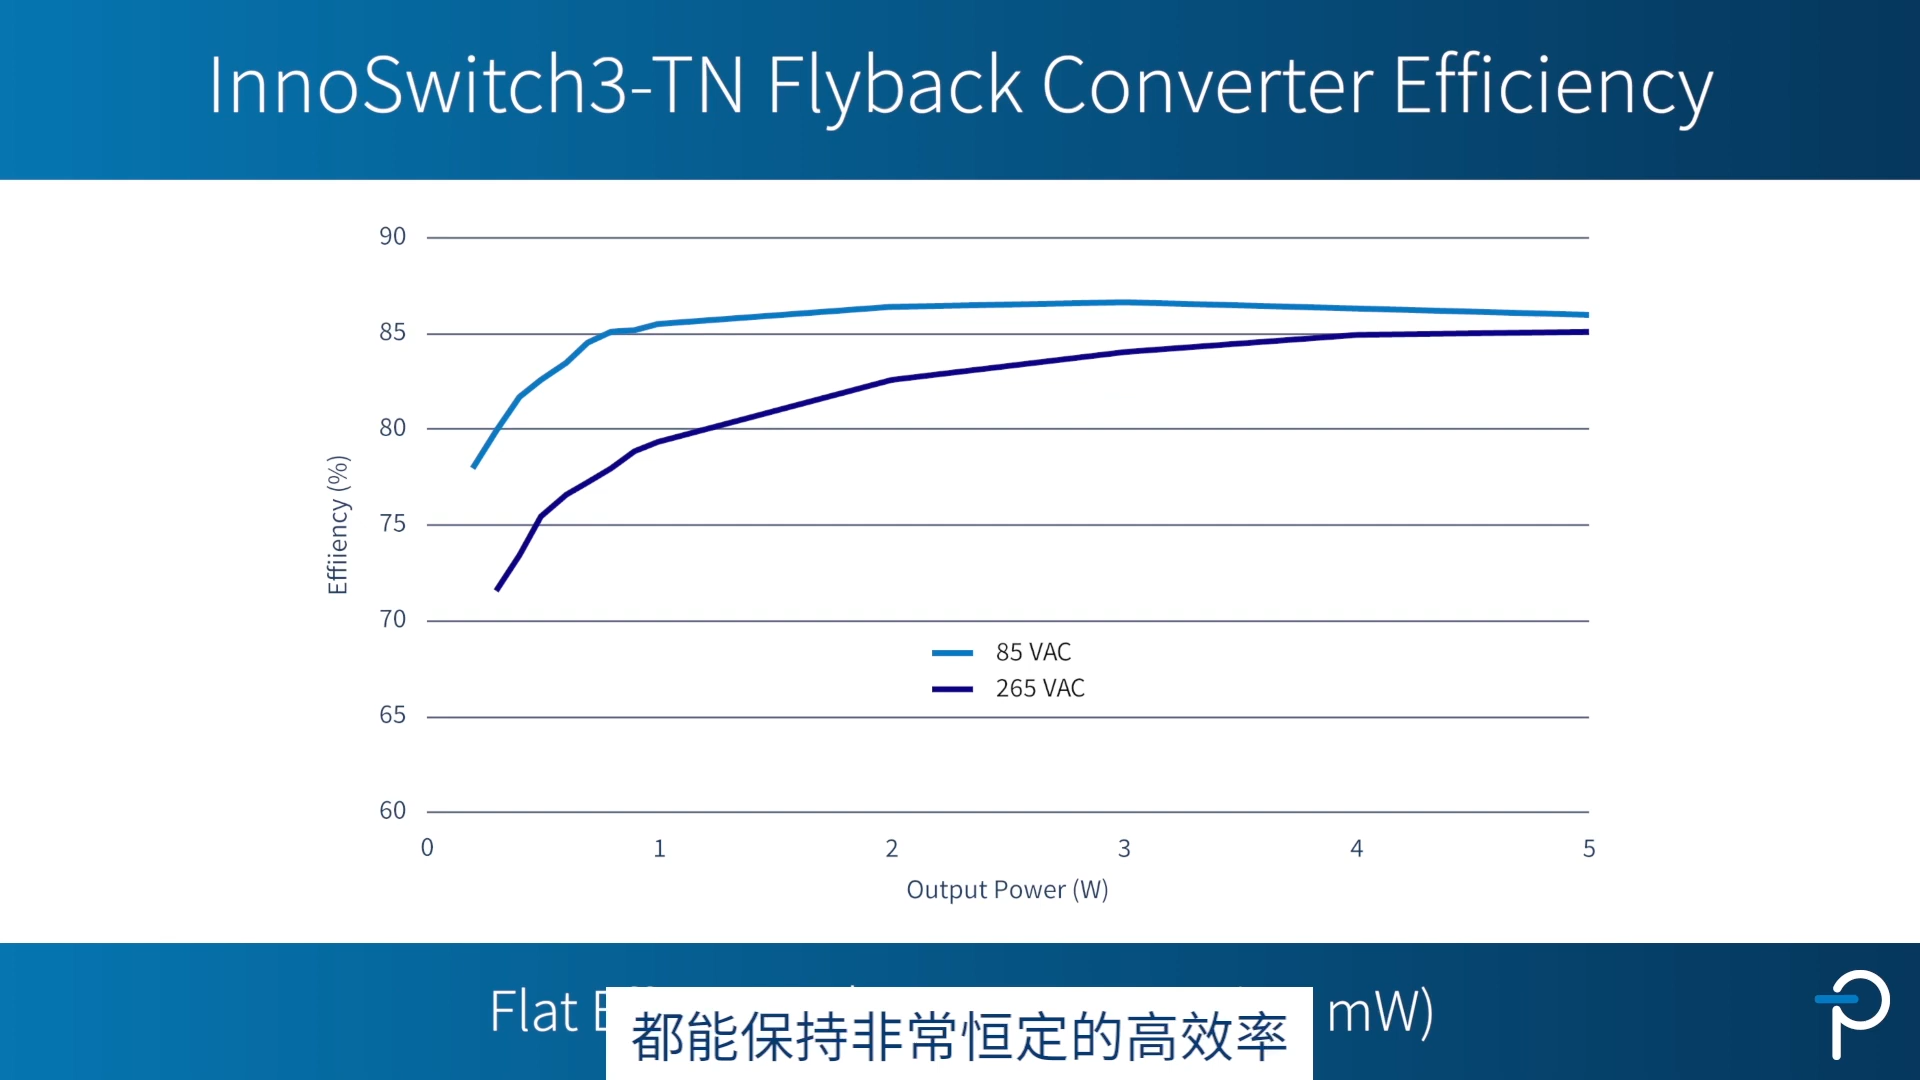 InnoSwitch3-TN Flyback Converter Efficiency
90
85
80
75
70
65
60
Effiiency (%)
85 VAC
265 VAC
0 1 2 3 4 5
Output Power (W)
Flat mW)
都能保持非常恒定的高效率